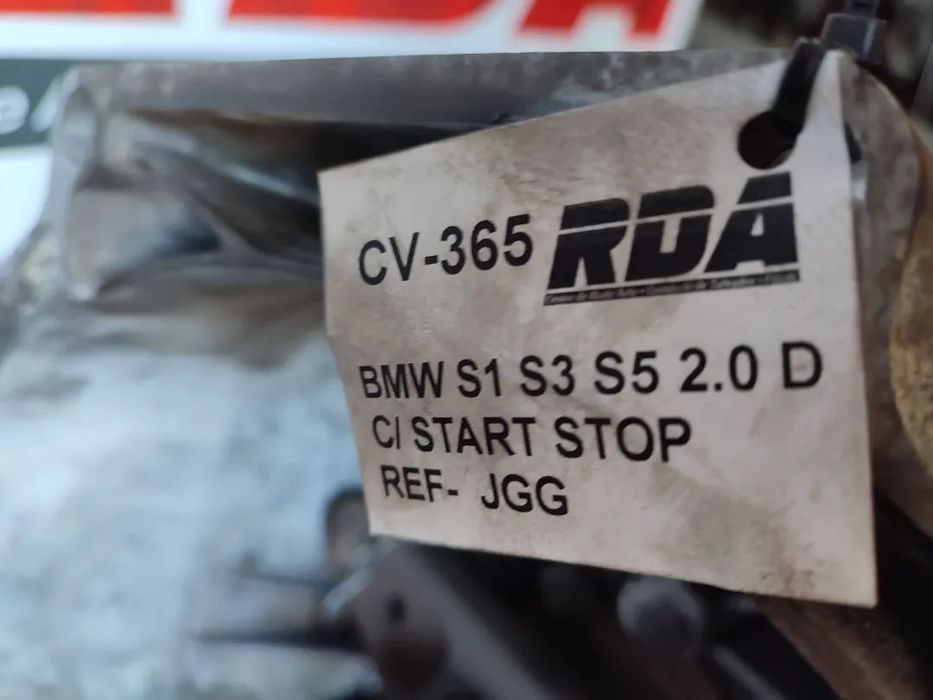 CV-365 RDA
BMW S1 S3 S5 2.0 D
C/ START STOP
REF- JGG